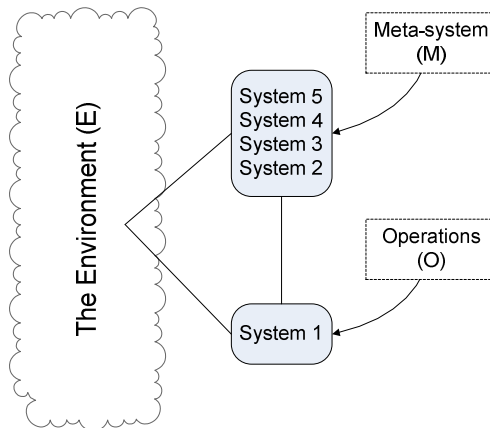 The Environment (E)
System 5
System 4
System 3
System 2
Meta-system
(M)
Operations
(O)
System 1